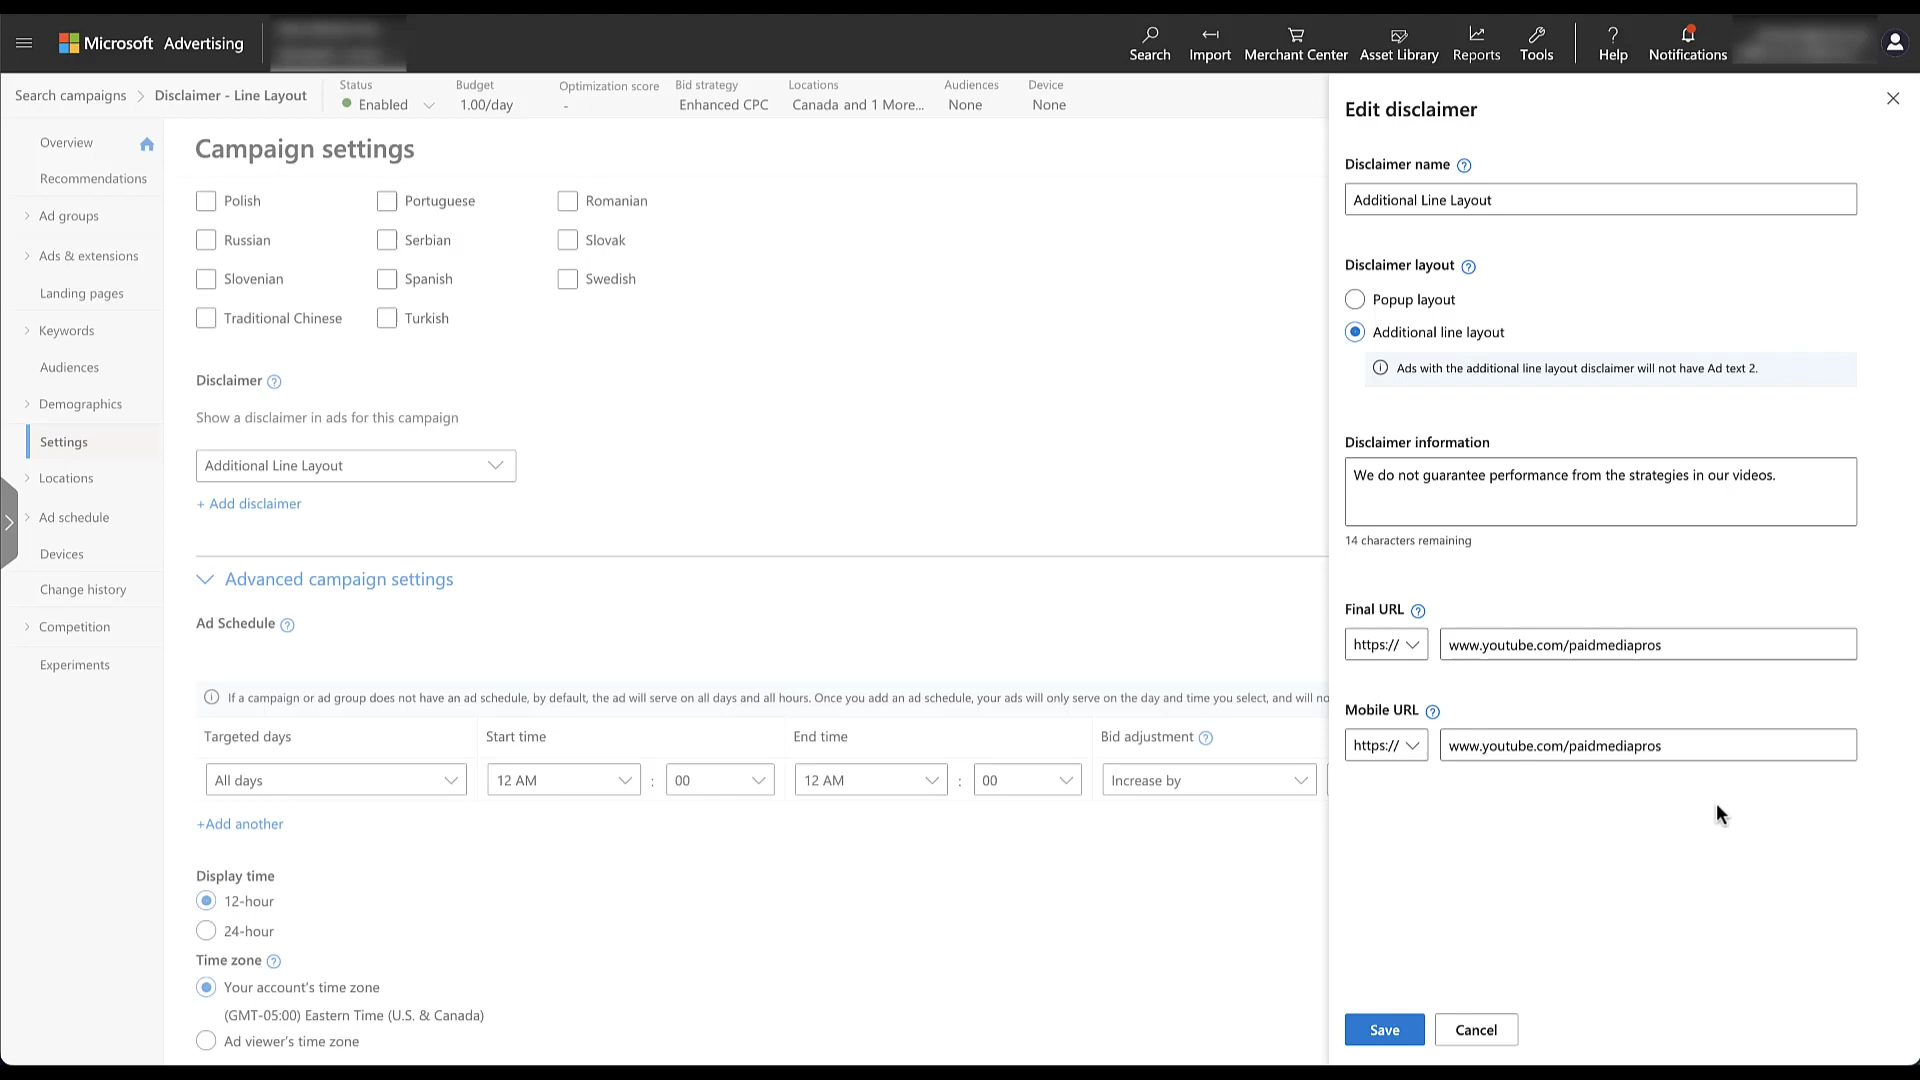 Microsoft Advertising
Search
Import
Merchant Center
Asset Library
Reports
Tools
?
Help
Notifications
Search campaigns > Disclaimer - Line Layout
Status
Enabled
Budget
1.00/day
Optimization score
-
Bid strategy
Enhanced CPC
Locations
Canada and 1 More...
Audiences
None
Device
None
Overview
Recommendations
Ad groups
Ads & extensions
Landing pages
Keywords
Audiences
Demographics
Settings
Locations
Ad schedule
Devices
Change history
Competition
Experiments
Campaign settings
Polish Portuguese Romanian
Russian Serbian Slovak
Slovenian Spanish Swedish
Traditional Chinese Turkish
Disclaimer ?
Show a disclaimer in ads for this campaign
Additional Line Layout
+ Add disclaimer
Advanced campaign settings
Ad Schedule ?
If a campaign or ad group does not have an ad schedule, by default, the ad will serve on all days and all hours. Once you add an ad schedule, your ads will only serve on the day and time you select, and will no
Targeted days Start time End time Bid adjustment ?
All days 12 AM : 00 12 AM : 00 Increase by
+Add another
Display time
12-hour
24-hour
Time zone ?
Your account's time zone
(GMT-05:00) Eastern Time (U.S. & Canada)
Ad viewer's time zone
Edit disclaimer
Disclaimer name ?
Additional Line Layout
Disclaimer layout ?
Popup layout
Additional line layout
Ads with the additional line layout disclaimer will not have Ad text 2.
Disclaimer information
We do not guarantee performance from the strategies in our videos.
14 characters remaining
Final URL ?
https:// www.youtube.com/paidmediapros
Mobile URL ?
https:// www.youtube.com/paidmediapros
Save Cancel